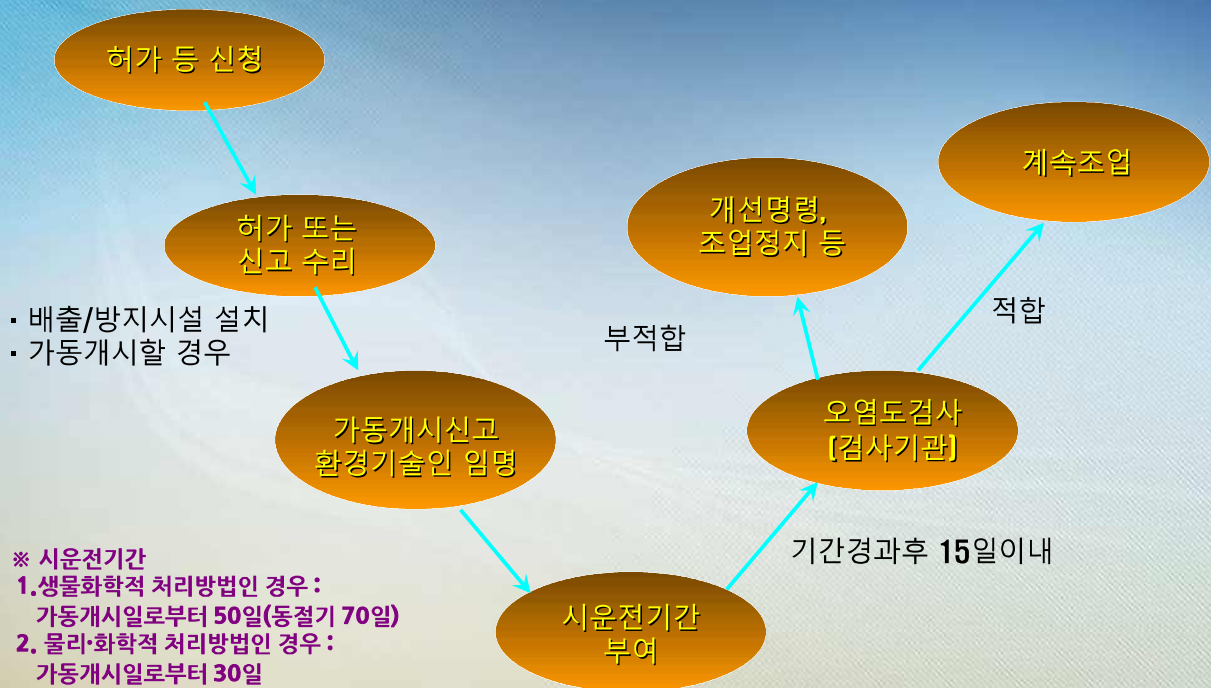 허가 등 신청
허가 또는
신고 수리
· 배출/방지시설 설치
· 가동개시할 경우
가동개시신고
환경기술인 임명
시운전기간
부여
기간경과후 15일이내
오염도검사
(검사기관)
부적합
개선명령,
조업정지 등
적합
계속조업
※ 시운전기간
1.생물화학적 처리방법인 경우 :
가동개시일로부터 50일(동절기 70일)
2. 물리·화학적 처리방법인 경우 :
가동개시일로부터 30일